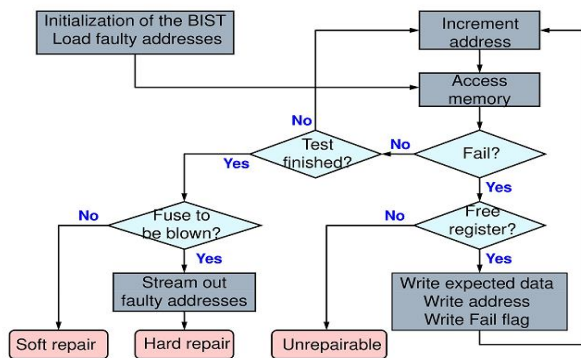 Initialization of the BIST
Load faulty addresses
Increment
address
Access
memory
No
Test
finished?
No
Fail?
Yes
Yes
Fuse to
be blown?
No
Free
register?
No
Yes
Yes
Stream out
faulty addresses
Write expected data
Write address
Write Fail flag
Soft repair
Hard repair
Unrepairable